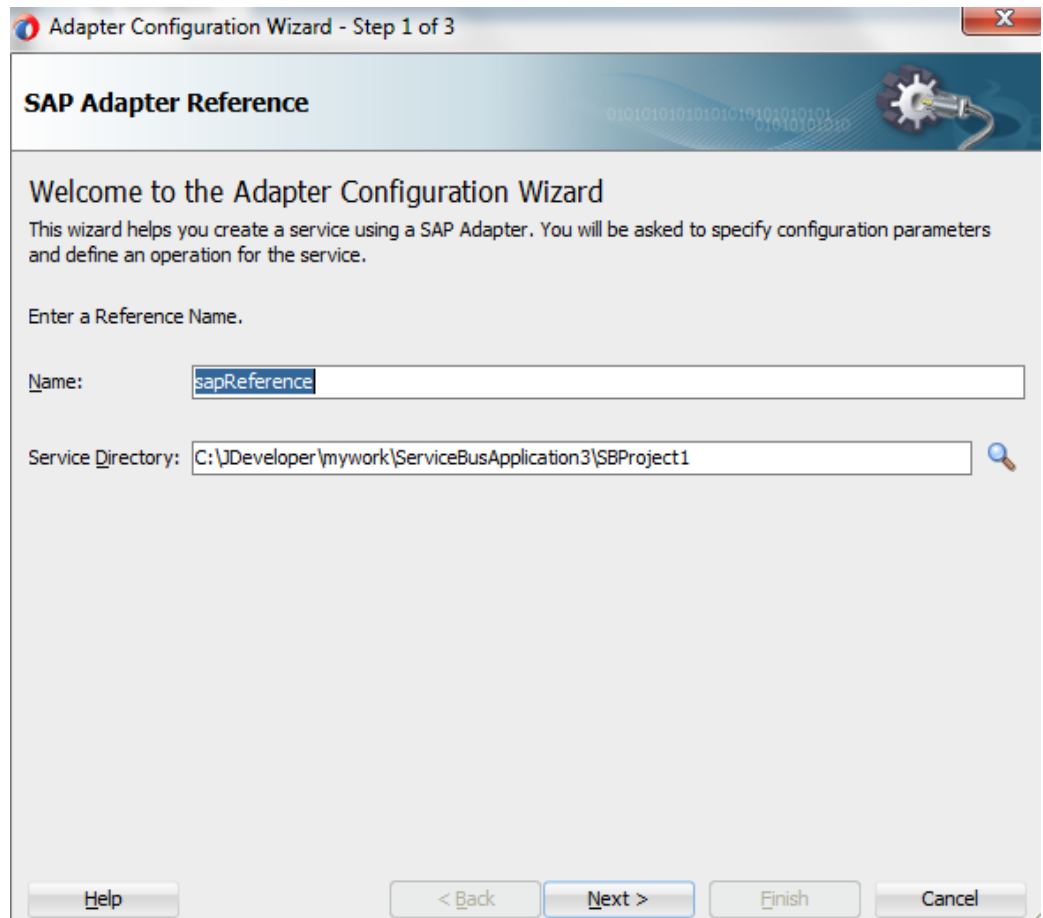 Adapter Configuration Wizard - Step 1 of 3
SAP Adapter Reference
Welcome to the Adapter Configuration Wizard
This wizard helps you create a service using a SAP Adapter. You will be asked to specify configuration parameters
and define an operation for the service.
Enter a Reference Name.
Name: sapReference
Service Directory: C:\JDeveloper\mywork\ServiceBusApplication3\SBProject1
Help < Back Next > Finish Cancel